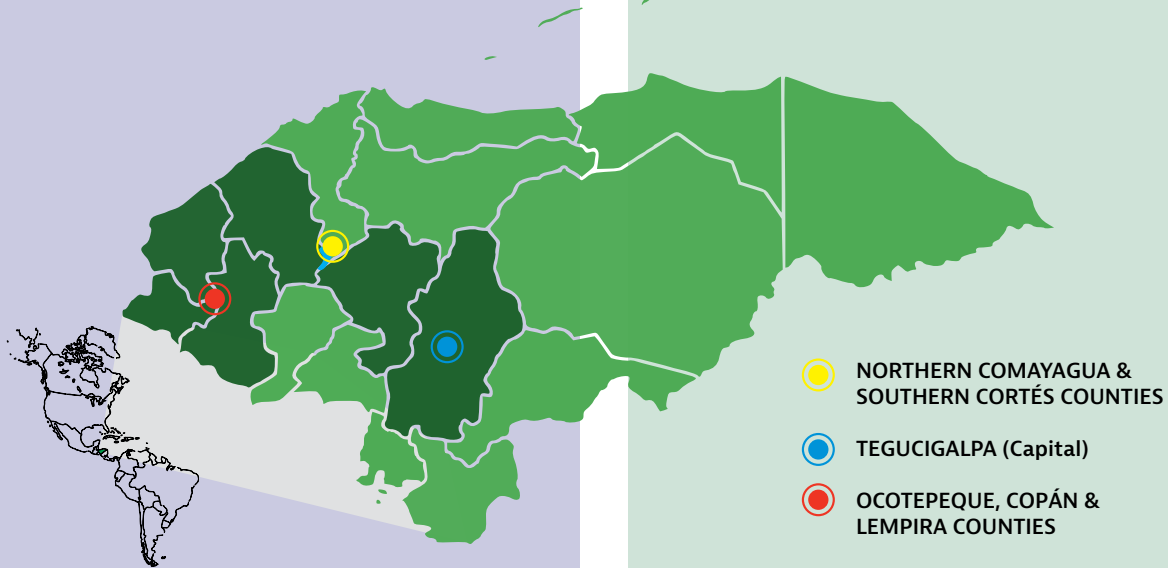 NORTHERN COMAYAGUA &
SOUTHERN CORTÉS COUNTIES
TEGUCIGALPA (Capital)
OCOTEPEQUE, COPÁN &
LEMPIRA COUNTIES